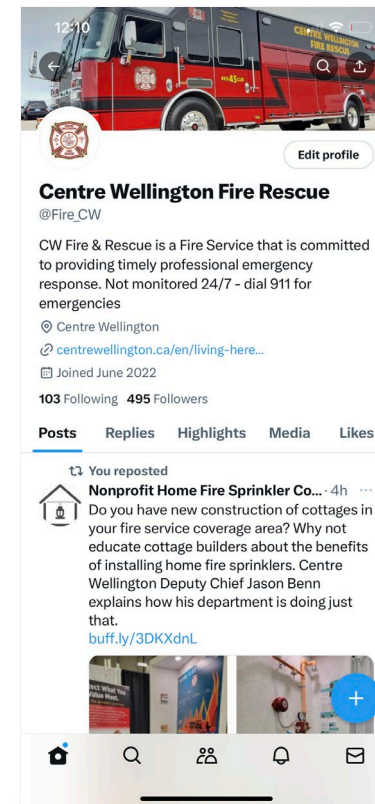 12:10
CENTRE WELLINGTON
FIRE RESCUE
Edit profile
Centre Wellington Fire Rescue
@Fire_CW
CW Fire & Rescue is a Fire Service that is committed
to providing timely professional emergency
response. Not monitored 24/7 - dial 911 for
emergencies
Centre Wellington
centrewellington.ca/en/living-here...
Joined June 2022
103 Following 495 Followers
Posts Replies Highlights Media Likes
You reposted
Nonprofit Home Fire Sprinkler Co... · 4h ...
Do you have new construction of cottages in
your fire service coverage area? Why not
educate cottage builders about the benefits
of installing home fire sprinklers. Centre
Wellington Deputy Chief Jason Benn
explains how his department is doing just
that.
buff.ly/3DKXdnL
ect What You
Value Most.